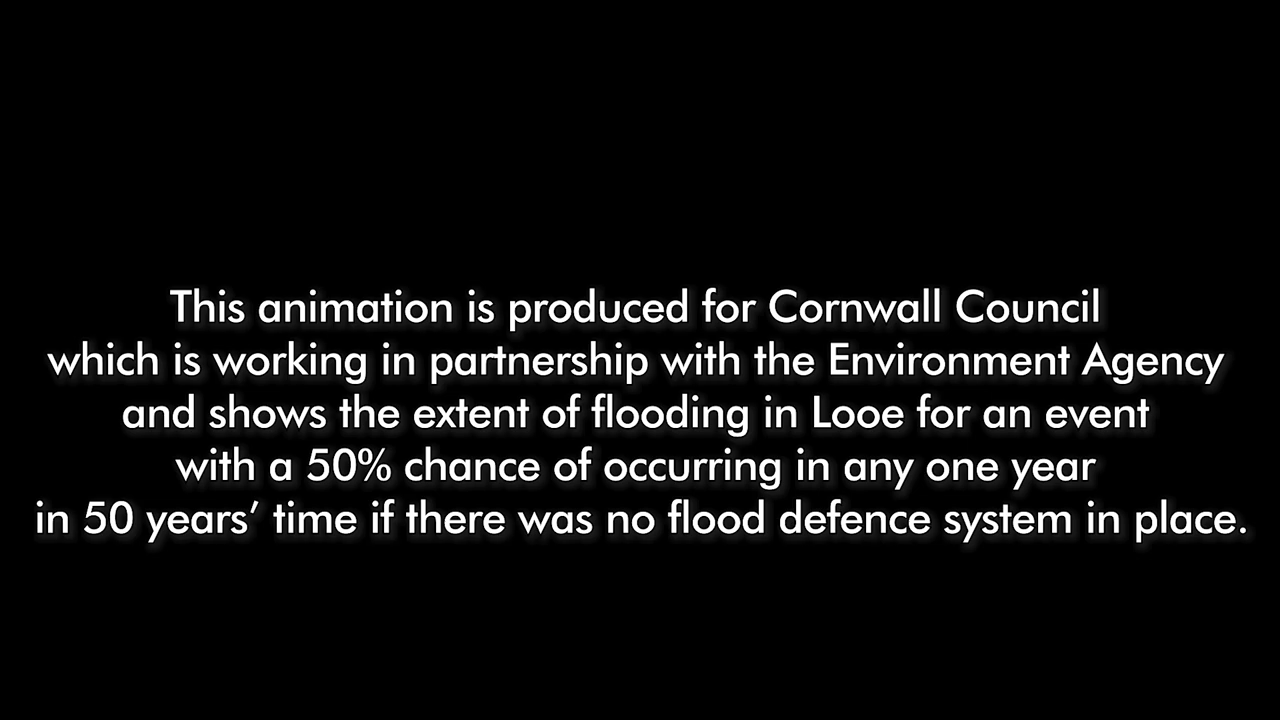 This animation is produced for Cornwall Council
which is working in partnership with the Environment Agency
and shows the extent of flooding in Looe for an event
with a 50% chance of occurring in any one year
in 50 years’ time if there was no flood defence system in place.